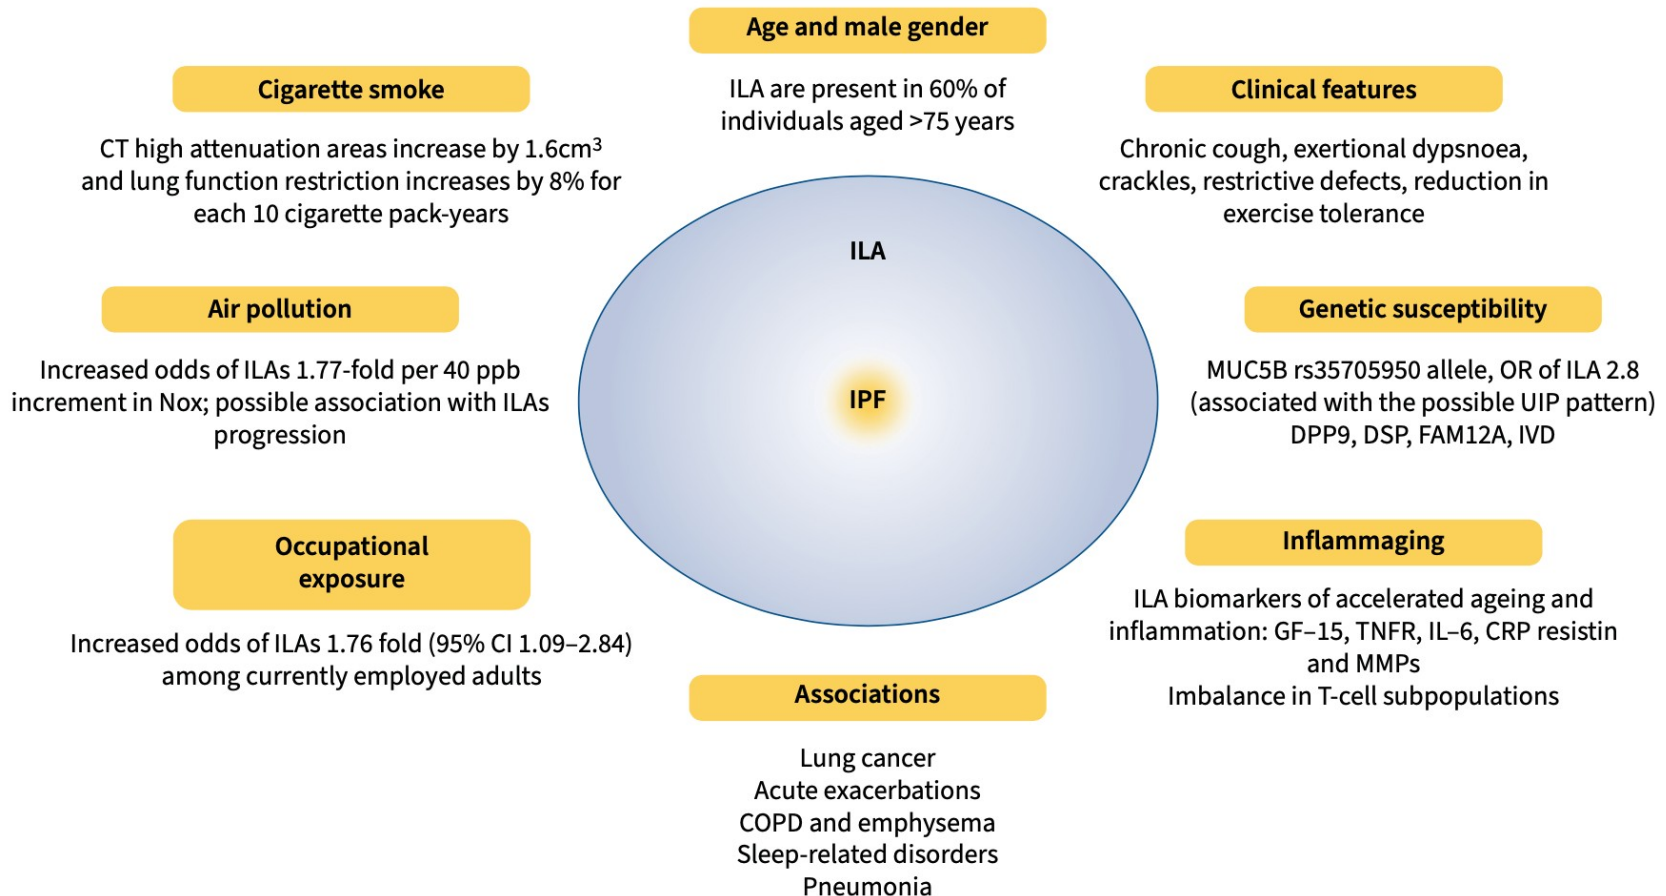 Age and male gender
ILA are present in 60% of
individuals aged >75 years
Cigarette smoke
CT high attenuation areas increase by 1.6cm³
and lung function restriction increases by 8% for
each 10 cigarette pack-years
Clinical features
Chronic cough, exertional dypsnoea,
crackles, restrictive defects, reduction in
exercise tolerance
ILA
IPF
Air pollution
Increased odds of ILAs 1.77-fold per 40 ppb
increment in Nox; possible association with ILAs
progression
Genetic susceptibility
MUC5B rs35705950 allele, OR of ILA 2.8
(associated with the possible UIP pattern)
DPP9, DSP, FAM12A, IVD
Occupational
exposure
Increased odds of ILAs 1.76 fold (95% CI 1.09–2.84)
among currently employed adults
Inflammaging
ILA biomarkers of accelerated ageing and
inflammation: GF–15, TNFR, IL–6, CRP resistin
and MMPs
Imbalance in T-cell subpopulations
Associations
Lung cancer
Acute exacerbations
COPD and emphysema
Sleep-related disorders
Pneumonia